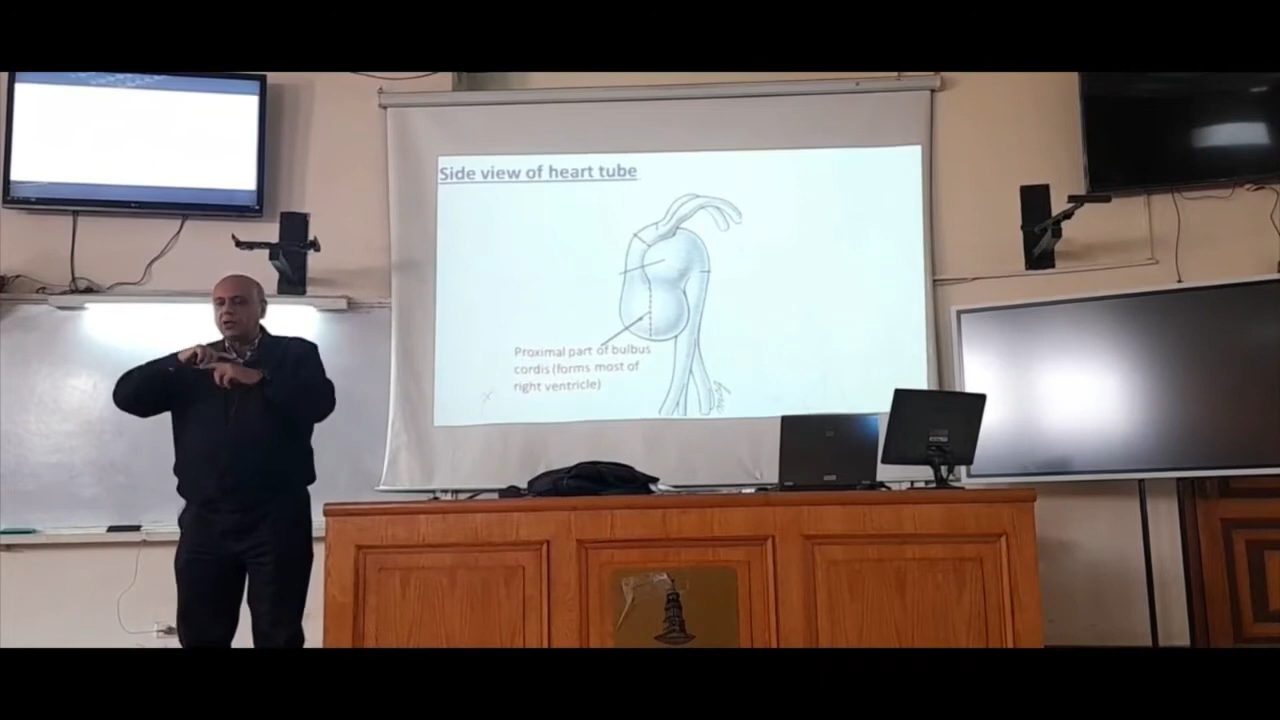 Side view of heart tube
Proximal part of bulbus
cordis (forms most of
right ventricle)